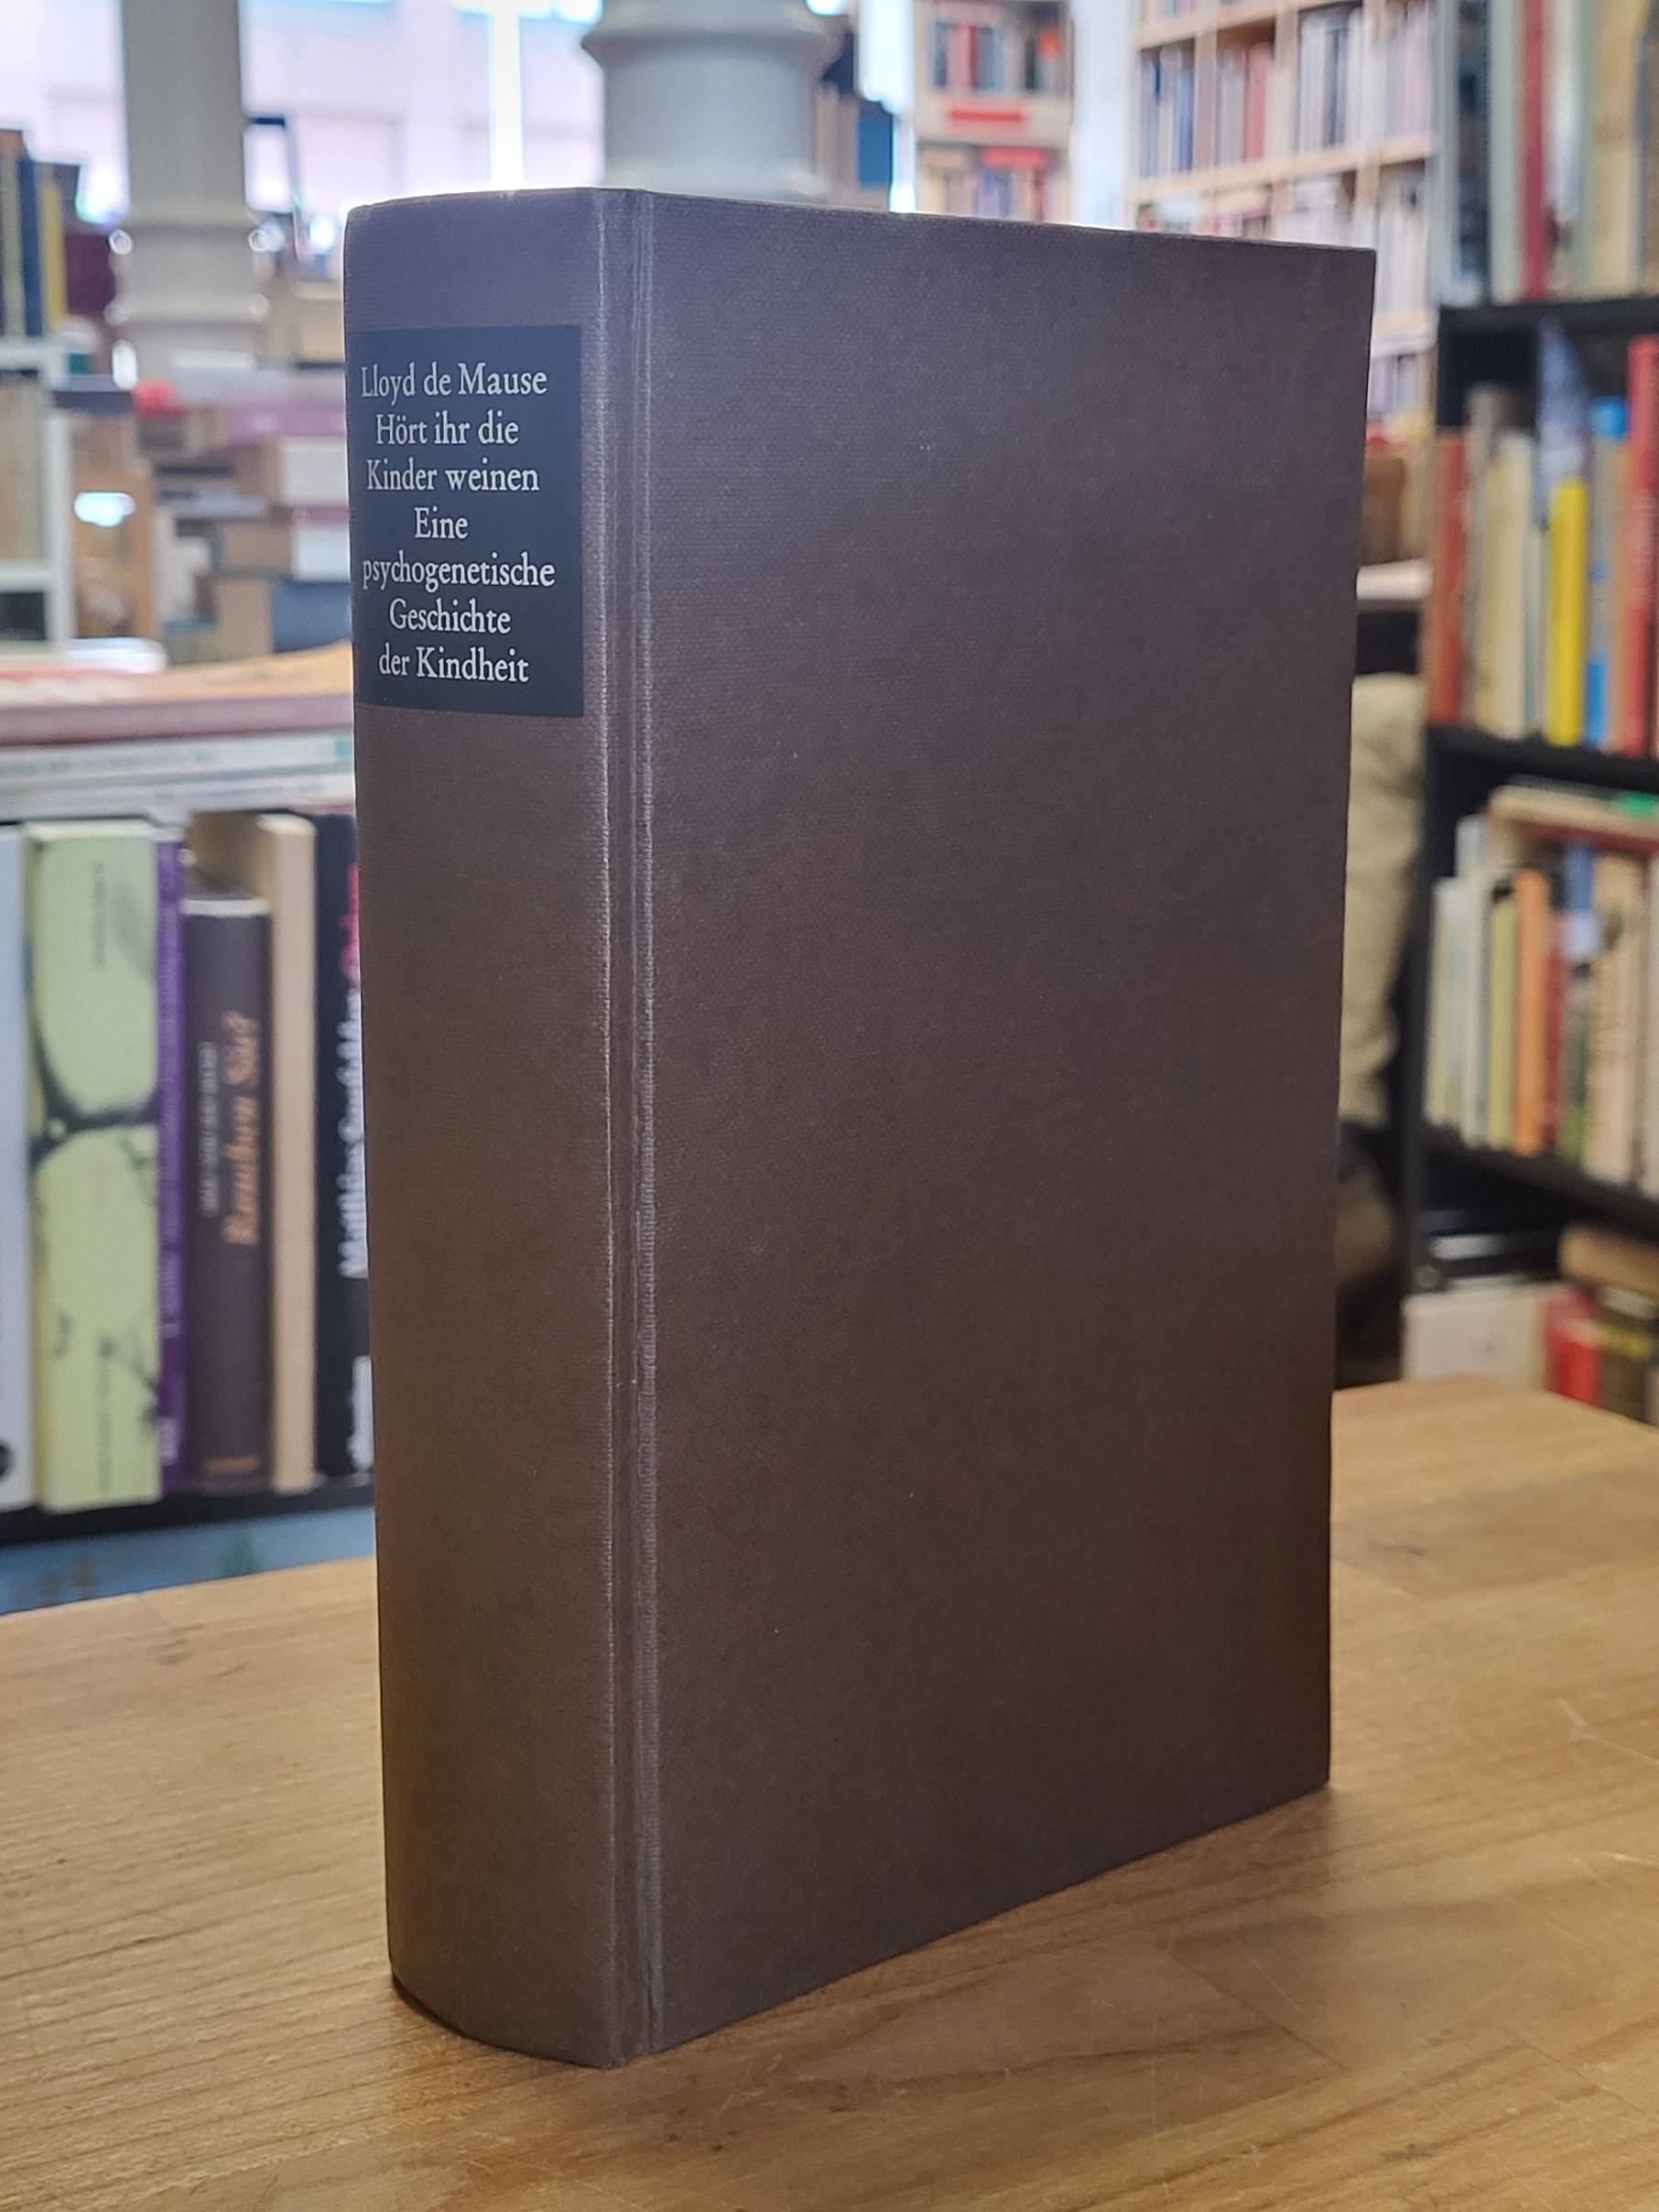 Lloyd de Mause
Hört ihr die
Kinder weinen
Eine
psychogenetische
Geschichte
der Kindheit